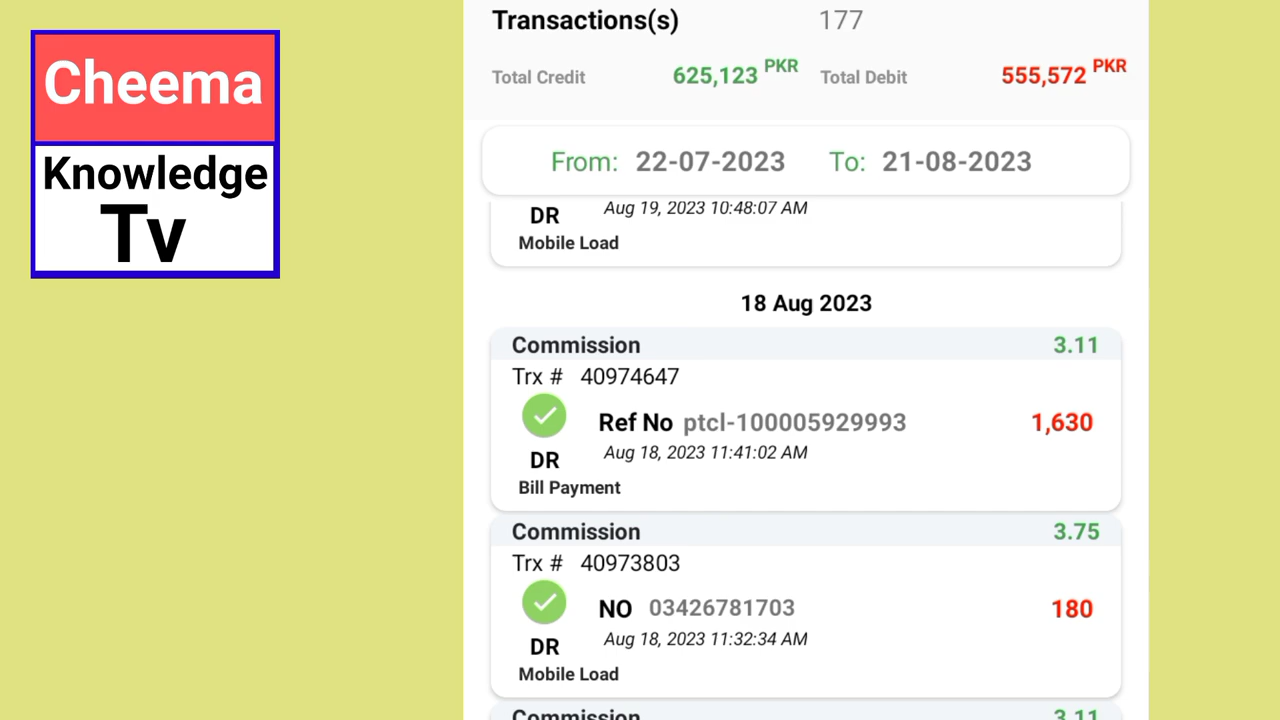 Cheema
Knowledge
Tv
Transactions(s) 177
Total Credit 625,123 PKR Total Debit 555,572 PKR
From: 22-07-2023 To: 21-08-2023
Aug 19, 2023 10:48:07 AM
DR
Mobile Load
18 Aug 2023
Commission 3.11
Trx # 40974647
Ref No ptcl-100005929993 1,630
Aug 18, 2023 11:41:02 AM
DR
Bill Payment
Commission 3.75
Trx # 40973803
NO 03426781703 180
Aug 18, 2023 11:32:34 AM
DR
Mobile Load
Commission 3.11